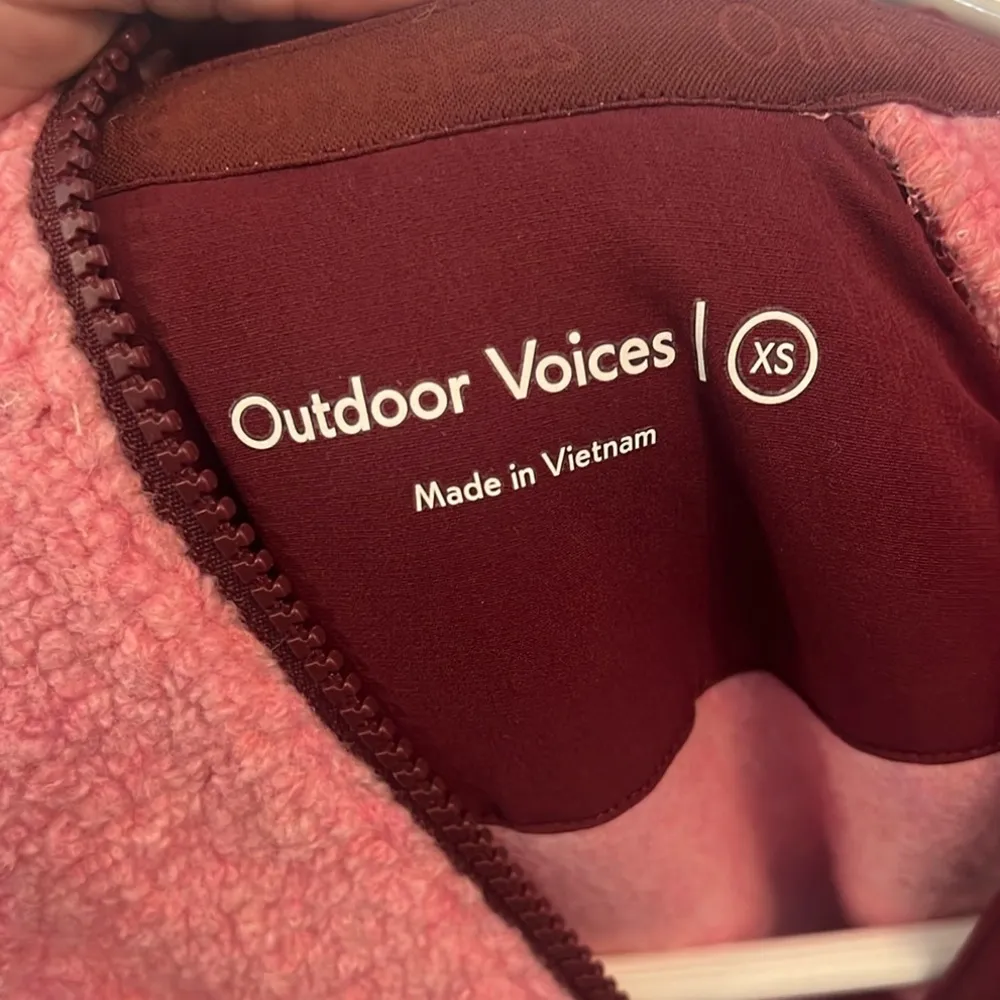 Outdoor Voices | XS
Made in Vietnam